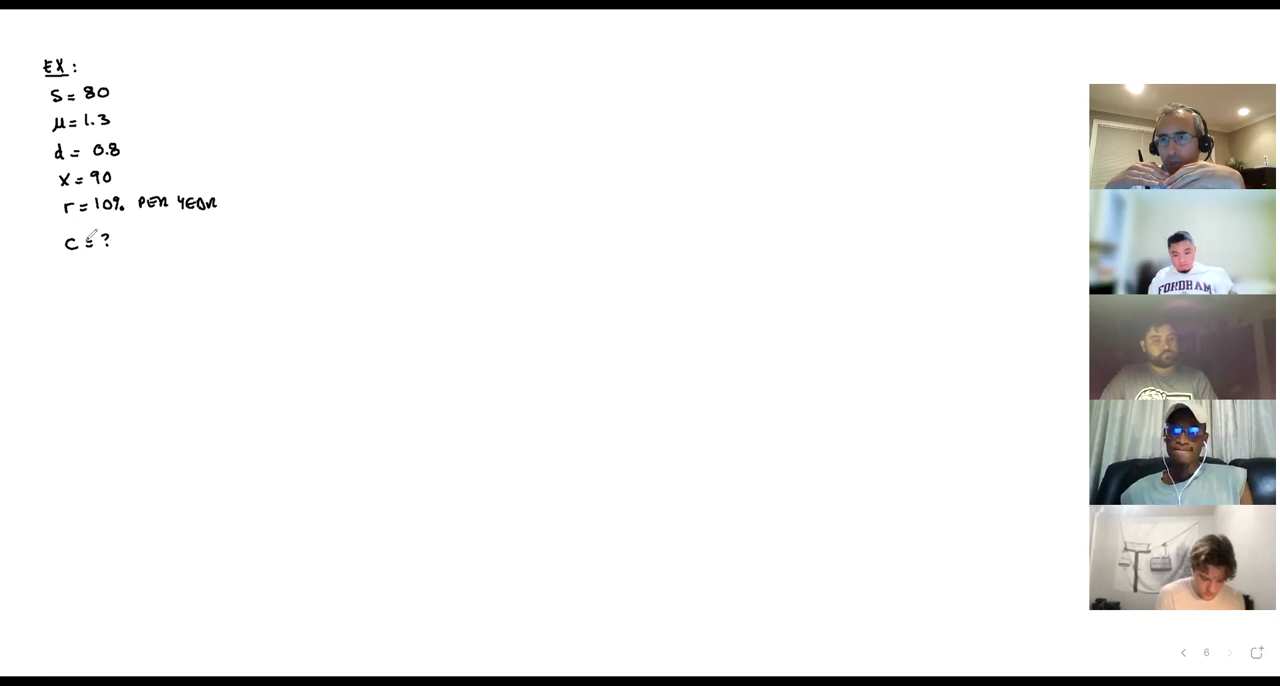 EX:
S = 80
μ = 1.3
d = 0.8
X = 90
r = 10% PER YEAR
C = ?
FORDHAM
6